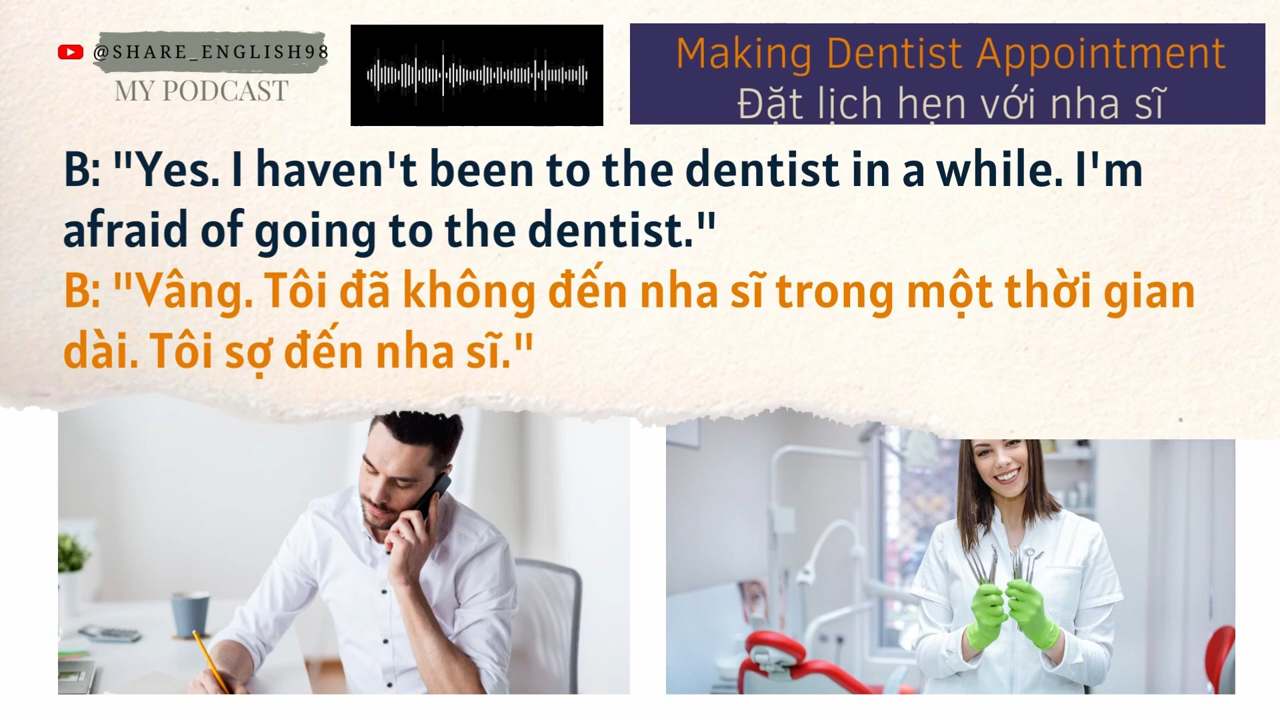 @SHARE_ENGLISH98
MY PODCAST
Making Dentist Appointment
Đặt lịch hẹn với nha sĩ
B: "Yes. I haven't been to the dentist in a while. I'm
afraid of going to the dentist."
B: "Vâng. Tôi đã không đến nha sĩ trong một thời gian
dài. Tôi sợ đến nha sĩ."